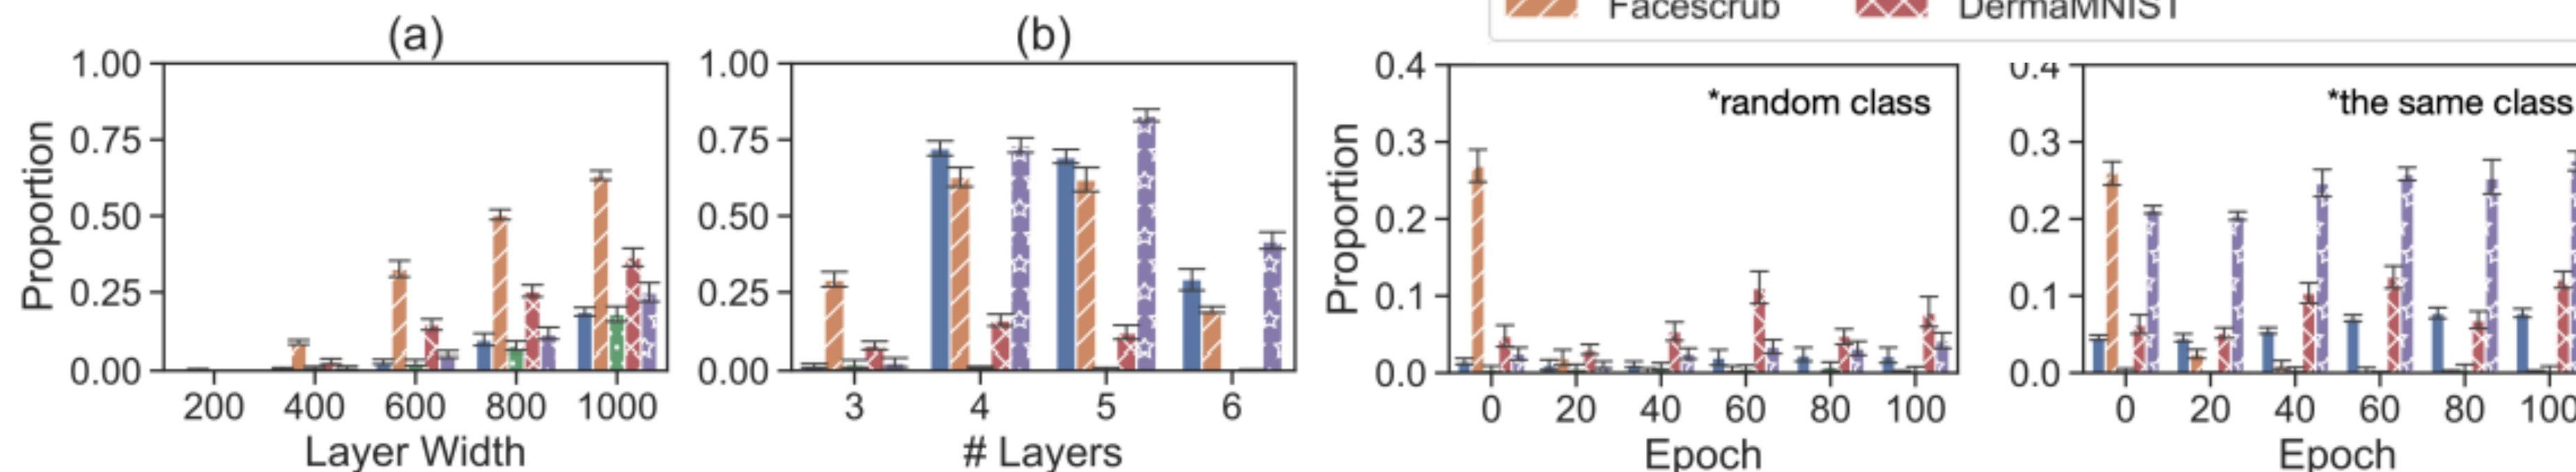 Facescrub DermaMNIST
(a) (b)
1.00 0.75 0.50 0.25 0.00
Proportion
200 400 600 800 1000
Layer Width
1.00 0.75 0.50 0.25 0.00
3 4 5 6
# Layers
0.4 0.3 0.2 0.1 0.0
Proportion
*random class
0 20 40 60 80 100
Epoch
0.4 0.3 0.2 0.1 0.0
*the same class
0 20 40 60 80 100
Epoch